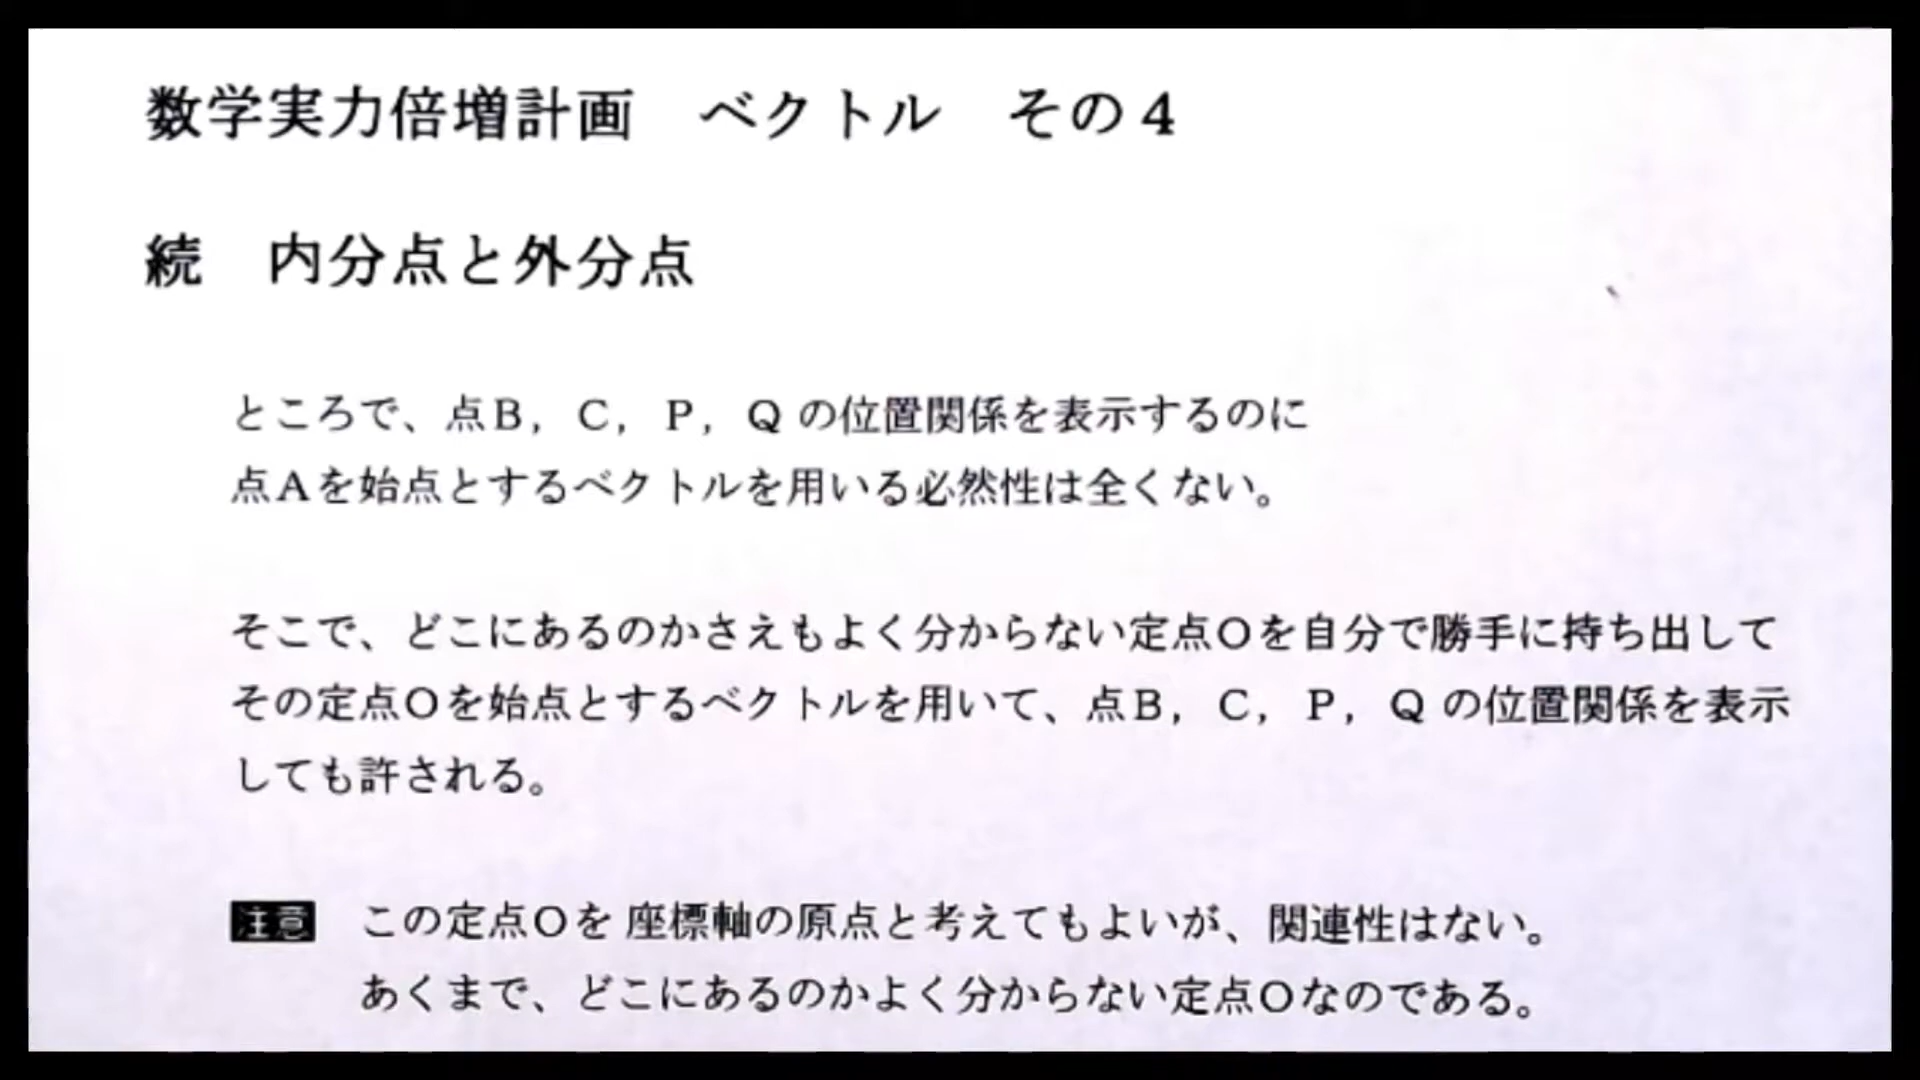 数学実力倍増計画　ベクトル　その４
続　内分点と外分点
ところで、点Ｂ，Ｃ，Ｐ，Ｑ の位置関係を表示するのに
点Ａを始点とするベクトルを用いる必然性は全くない。
そこで、どこにあるのかさえもよく分からない定点Ｏを自分で勝手に持ち出して
その定点Ｏを始点とするベクトルを用いて、点Ｂ，Ｃ，Ｐ，Ｑ の位置関係を表示
しても許される。
注意　この定点Ｏを 座標軸の原点と考えてもよいが、関連性はない。
あくまで、どこにあるのかよく分からない定点Ｏなのである。